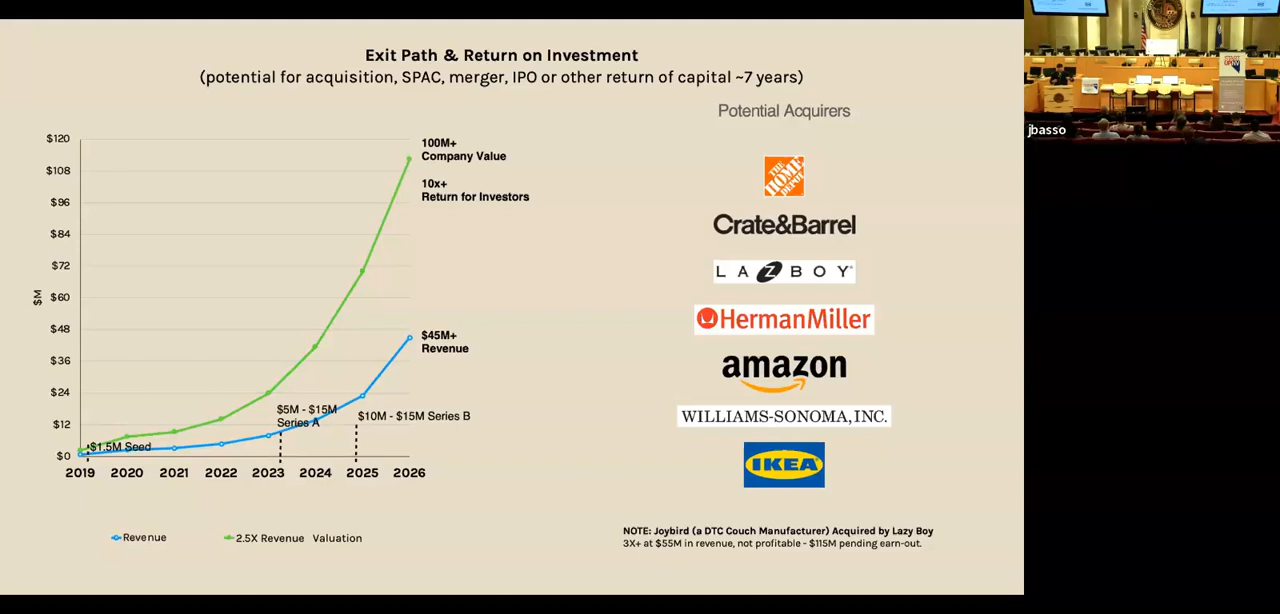 Exit Path & Return on Investment
(potential for acquisition, SPAC, merger, IPO or other return of capital ~7 years)
Potential Acquirers
$120
$108
$96
$84
$72
$60
$48
$36
$24
$12
$0
$M
100M+
Company Value
10x+
Return for Investors
$45M+
Revenue
$1.5M Seed
$5M - $15M
Series A
$10M - $15M Series B
2019 2020 2021 2022 2023 2024 2025 2026
Revenue 2.5X Revenue Valuation
THE HOME DEPOT
Crate&Barrel
LAZBOY
HermanMiller
amazon
WILLIAMS-SONOMA, INC.
IKEA
NOTE: Joybird (a DTC Couch Manufacturer) Acquired by Lazy Boy
3X+ at $55M in revenue, not profitable - $115M pending earn-out.
jbasso